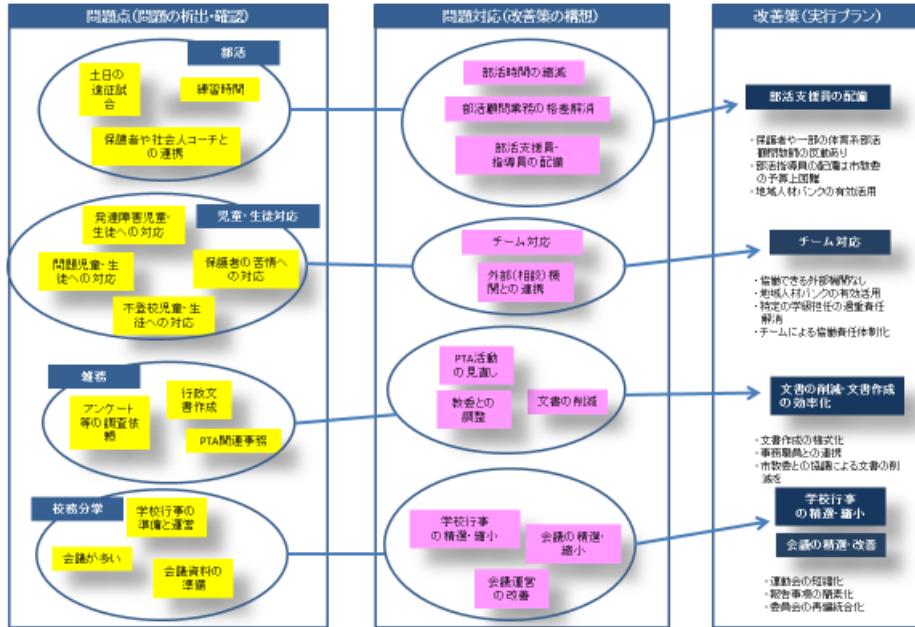 問題点(問題の析出・確認)
部活
土日の
遠征試
合
練習時間
保護者や社会人コーチと
の連携
児童・生徒対応
発達障害児童・
生徒への対応
問題児童・生
徒への対応
保護者の苦情へ
の対応
不登校児童・生
徒への対応
雑務
アンケート
等の調査依
頼
行政文
書作成
PTA関連事務
校務分掌
学校行事の
準備と運営
会議が多い
会議資料の
準備
問題対応(改善策の構想)
部活時間の縮減
部活顧問業務の格差解消
部活支援員・
指導員の配備
チーム対応
外部(相談)機
関との連携
PTA活動
の見直し
教委との
調整
文書の削減
学校行事
の精選・縮小
会議の精選・
縮小
会議運営
の改善
改善策(実行プラン)
部活支援員の配備
・保護者や一部の体育系部活
顧問教師の反動あり
・部活指導員の配備は市教委
の予算上困難
・地域人材バンクの有効活用
チーム対応
・協働できる外部機関なし
・地域人材バンクの有効活用
・特定の学級担任の過重責任
解消
・チームによる協働責任体制化
文書の削減・文書作成
の効率化
・文書作成の様式化
・事務職員との連携
・市教委との協議による文書の削
減を
学校行事
の精選・縮小
会議の精選・改善
・運動会の短縮化
・報告事項の簡素化
・委員会の再編統合化